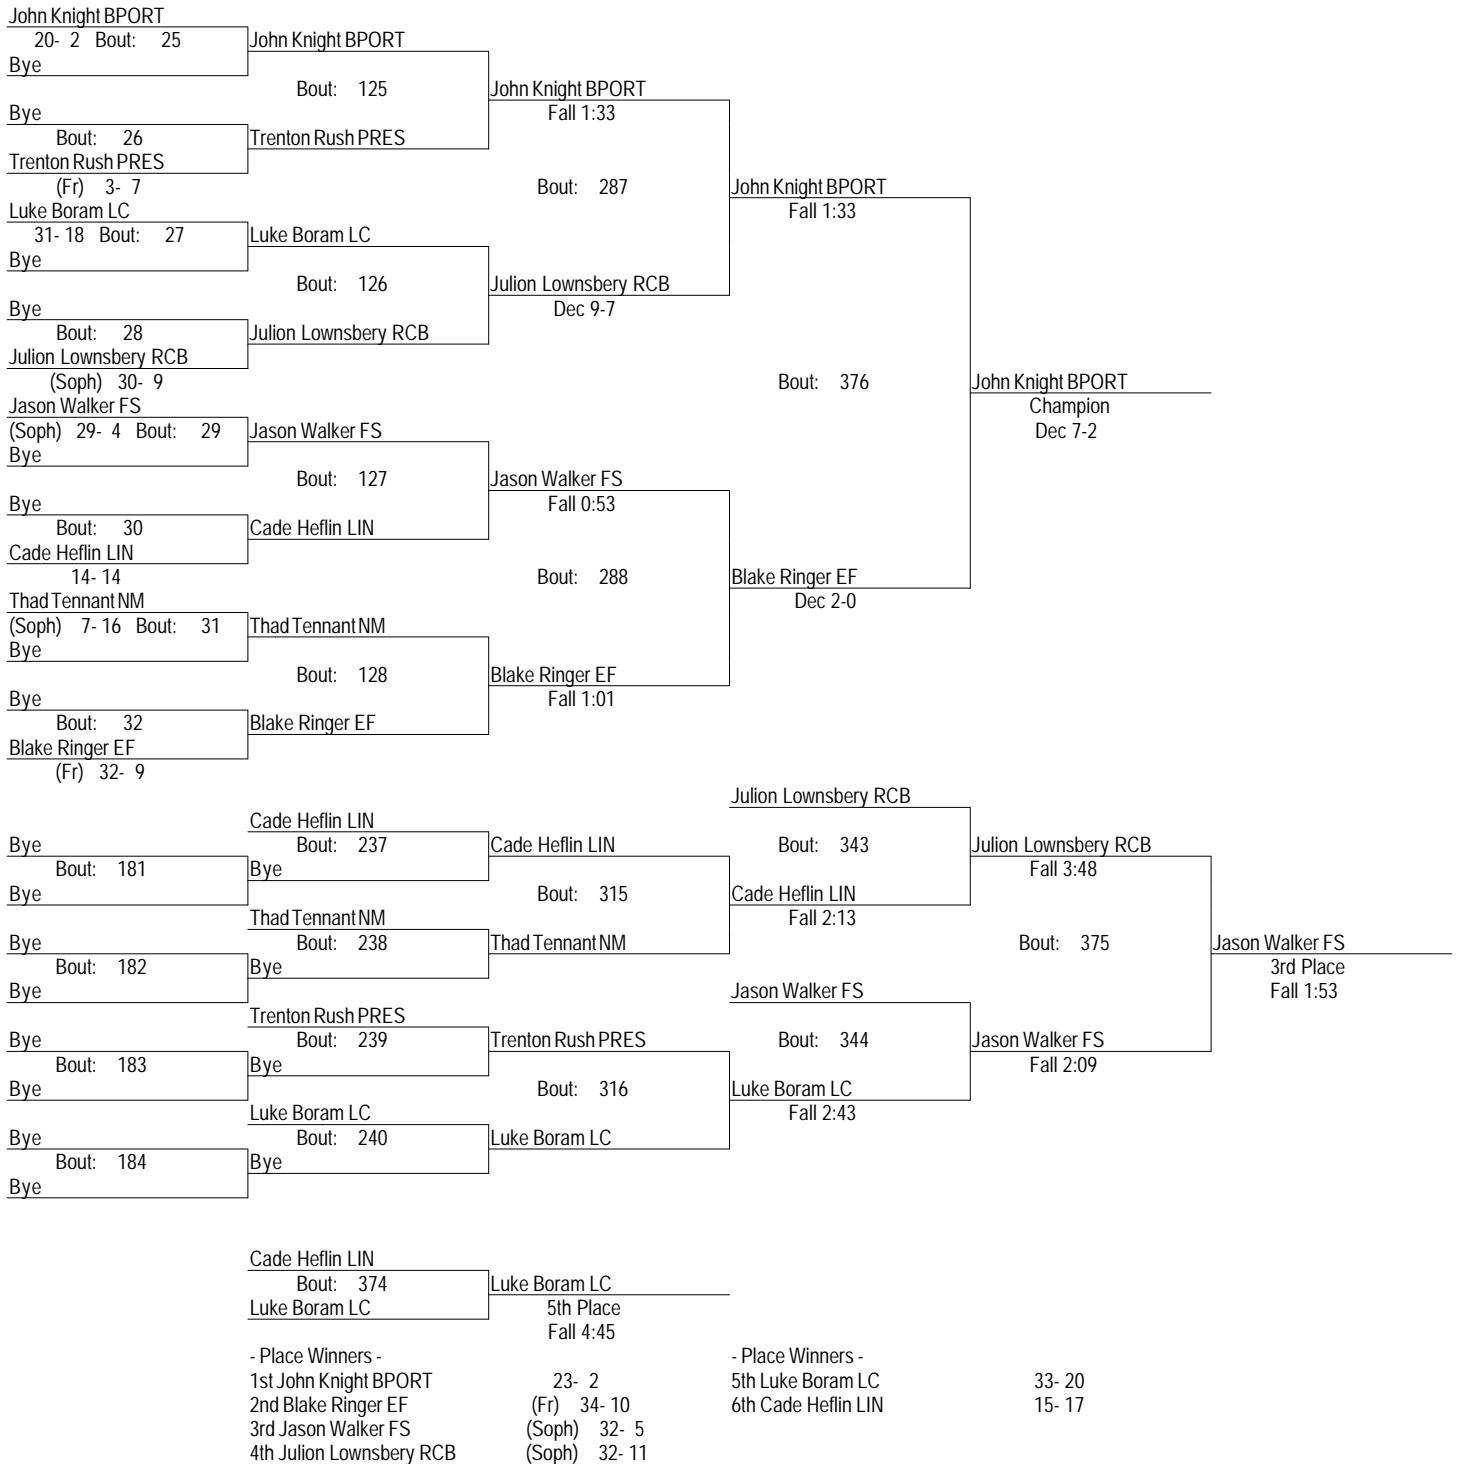 John Knight BPORT
20- 2 Bout: 25 John Knight BPORT
Bye
Bout: 125 John Knight BPORT
Bye Fall 1:33
Bout: 26 Trenton Rush PRES
Trenton Rush PRES
(Fr) 3- 7 Bout: 287 John Knight BPORT
Luke Boram LC Fall 1:33
31- 18 Bout: 27 Luke Boram LC
Bye
Bout: 126 Julion Lownsbery RCB
Bye Dec 9-7
Bout: 28 Julion Lownsbery RCB
Julion Lownsbery RCB
(Soph) 30- 9 Bout: 376 John Knight BPORT
Jason Walker FS Champion
(Soph) 29- 4 Bout: 29 Jason Walker FS Dec 7-2
Bye
Bout: 127 Jason Walker FS
Bye Fall 0:53
Bout: 30 Cade Heflin LIN
Cade Heflin LIN
14- 14 Bout: 288 Blake Ringer EF
Thad Tennant NM Dec 2-0
(Soph) 7- 16 Bout: 31 Thad Tennant NM
Bye
Bout: 128 Blake Ringer EF
Bye Fall 1:01
Bout: 32 Blake Ringer EF
Blake Ringer EF
(Fr) 32- 9
Julion Lownsbery RCB
Cade Heflin LIN
Bye Bout: 237 Cade Heflin LIN Bout: 343 Julion Lownsbery RCB
Bout: 181 Bye Fall 3:48
Bye Bout: 315 Cade Heflin LIN
Thad Tennant NM Fall 2:13
Bye Bout: 238 Thad Tennant NM Bout: 375 Jason Walker FS
Bout: 182 Bye 3rd Place
Bye Jason Walker FS Fall 1:53
Trenton Rush PRES
Bye Bout: 239 Trenton Rush PRES Bout: 344 Jason Walker FS
Bout: 183 Bye Fall 2:09
Bye Bout: 316 Luke Boram LC
Luke Boram LC Fall 2:43
Bye Bout: 240 Luke Boram LC
Bout: 184 Bye
Bye
Cade Heflin LIN
Bout: 374 Luke Boram LC
Luke Boram LC 5th Place
Fall 4:45
- Place Winners - - Place Winners -
1st John Knight BPORT 23- 2 5th Luke Boram LC 33- 20
2nd Blake Ringer EF (Fr) 34- 10 6th Cade Heflin LIN 15- 17
3rd Jason Walker FS (Soph) 32- 5
4th Julion Lownsbery RCB (Soph) 32- 11